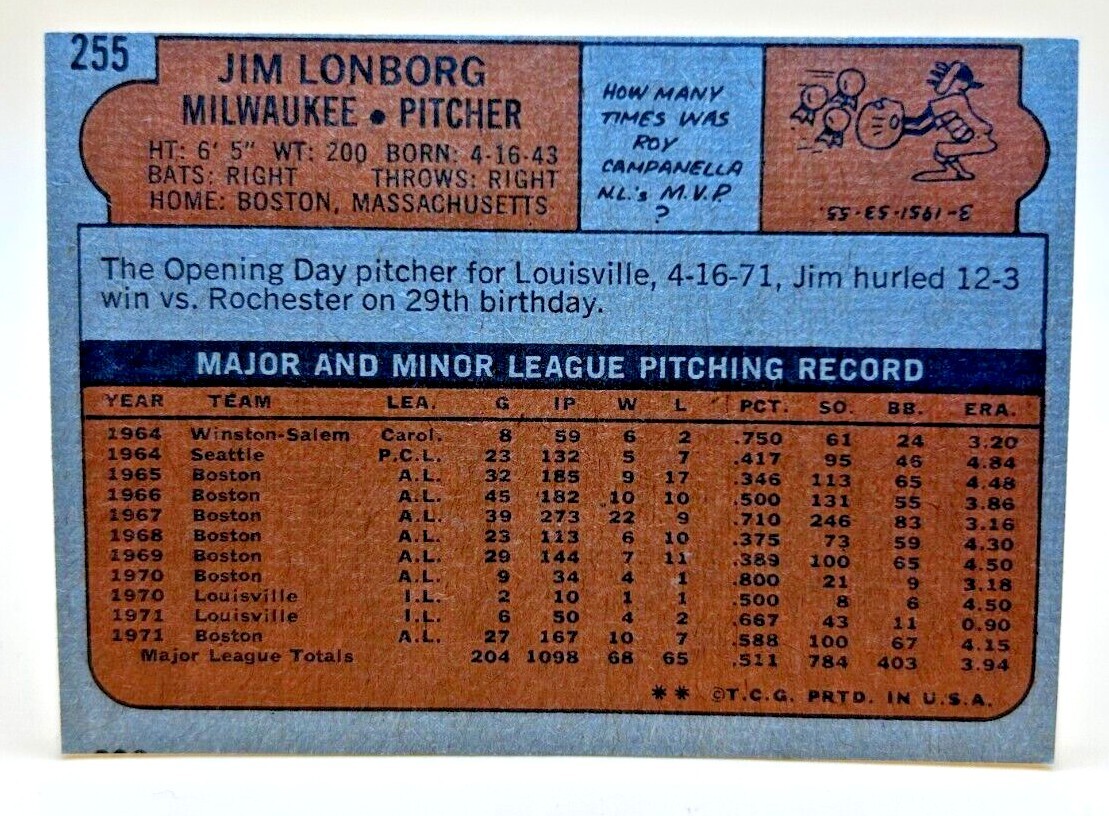 255
JIM LONBORG
MILWAUKEE • PITCHER
HT: 6' 5" WT: 200 BORN: 4-16-43
BATS: RIGHT THROWS: RIGHT
HOME: BOSTON, MASSACHUSETTS
HOW MANY
TIMES WAS
ROY
CAMPANELLA
N.L.'s M.V.P.
?
3-1951-53-55.
The Opening Day pitcher for Louisville, 4-16-71, Jim hurled 12-3
win vs. Rochester on 29th birthday.
MAJOR AND MINOR LEAGUE PITCHING RECORD
YEAR TEAM LEA. G IP W L PCT. SO. BB. ERA.
1964 Winston-Salem Carol. 8 59 6 2 .750 61 24 3.20
1964 Seattle P.C.L. 23 132 5 7 .417 95 46 4.84
1965 Boston A.L. 32 185 9 17 .346 113 65 4.48
1966 Boston A.L. 45 182 10 10 .500 131 55 3.86
1967 Boston A.L. 39 273 22 9 .710 246 83 3.16
1968 Boston A.L. 23 113 6 10 .375 73 59 4.30
1969 Boston A.L. 29 144 7 11 .389 100 65 4.50
1970 Boston A.L. 9 34 4 1 .800 21 9 3.18
1970 Louisville I.L. 2 10 1 1 .500 8 6 4.50
1971 Louisville I.L. 6 50 4 2 .667 43 11 0.90
1971 Boston A.L. 27 167 10 7 .588 100 67 4.15
Major League Totals 204 1098 68 65 .511 784 403 3.94
** ©T.C.G. PRTD. IN U.S.A.